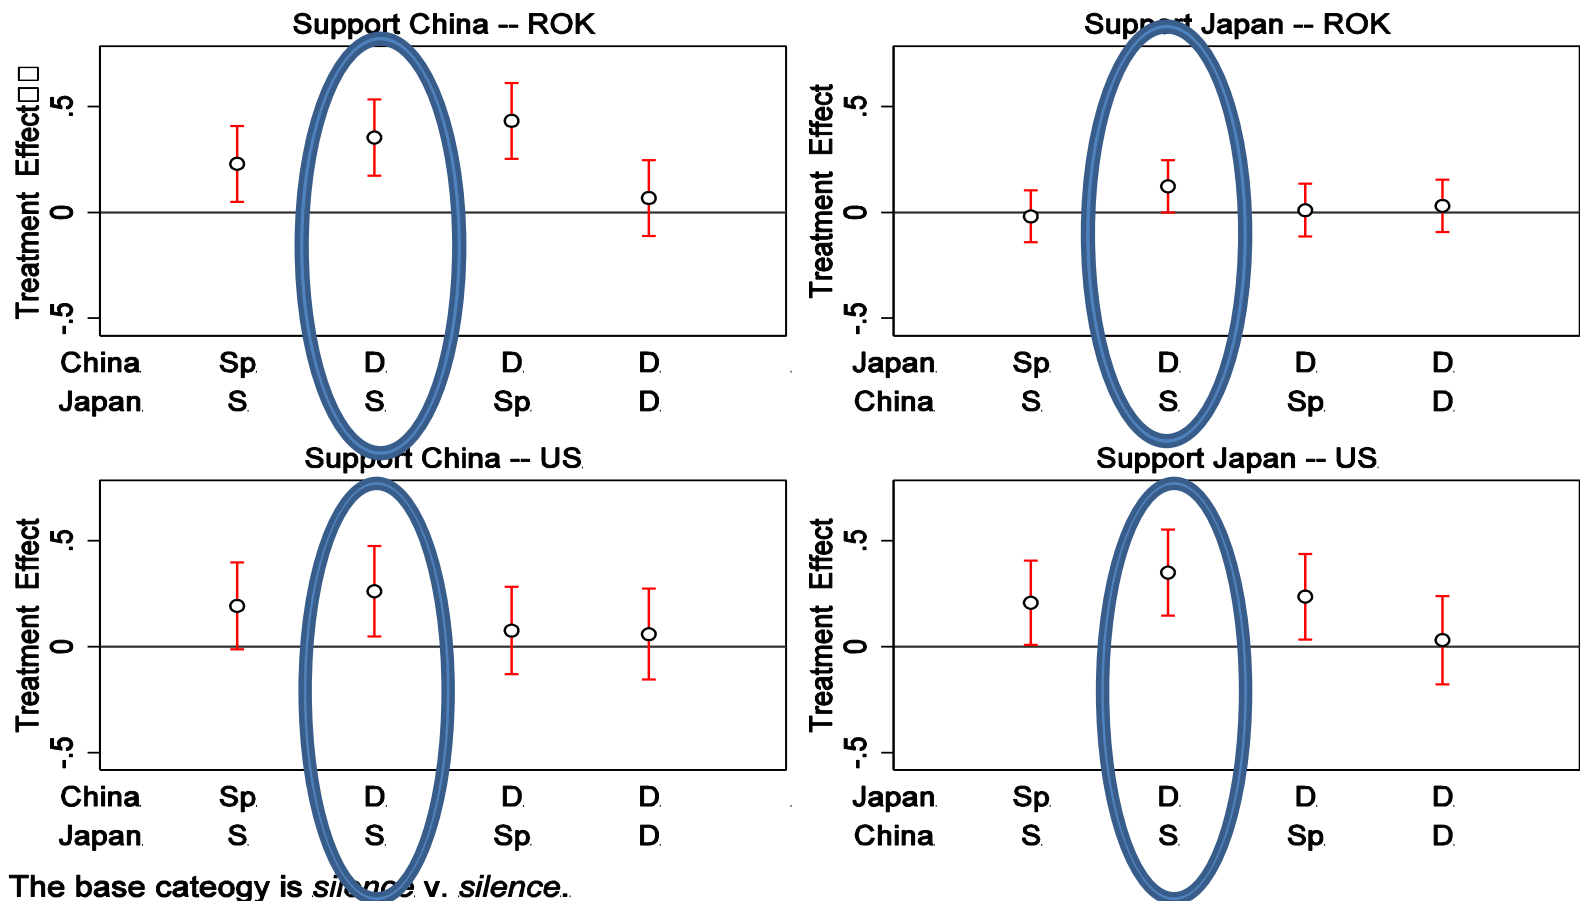 Support China -- ROK
Treatment Effect□□
.5
0
-.5
China Sp D D D
Japan S S Sp D
Support Japan -- ROK
Treatment Effect
.5
0
-.5
Japan Sp D D D
China S S Sp D
Support China -- US
Treatment Effect
.5
0
-.5
China Sp D D D
Japan S S Sp D
Support Japan -- US
Treatment Effect
.5
0
-.5
Japan Sp D D D
China S S Sp D
The base cateogy is silence v. silence.